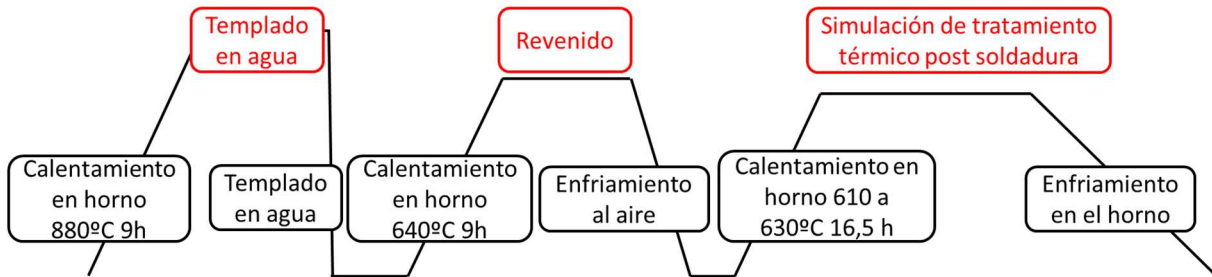 Templado
en agua
Revenido
Simulación de tratamiento
térmico post soldadura
Calentamiento
en horno
880ºC 9h
Templado
en agua
Calentamiento
en horno
640ºC 9h
Enfriamiento
al aire
Calentamiento en
horno 610 a
630ºC 16,5 h
Enfriamiento
en el horno